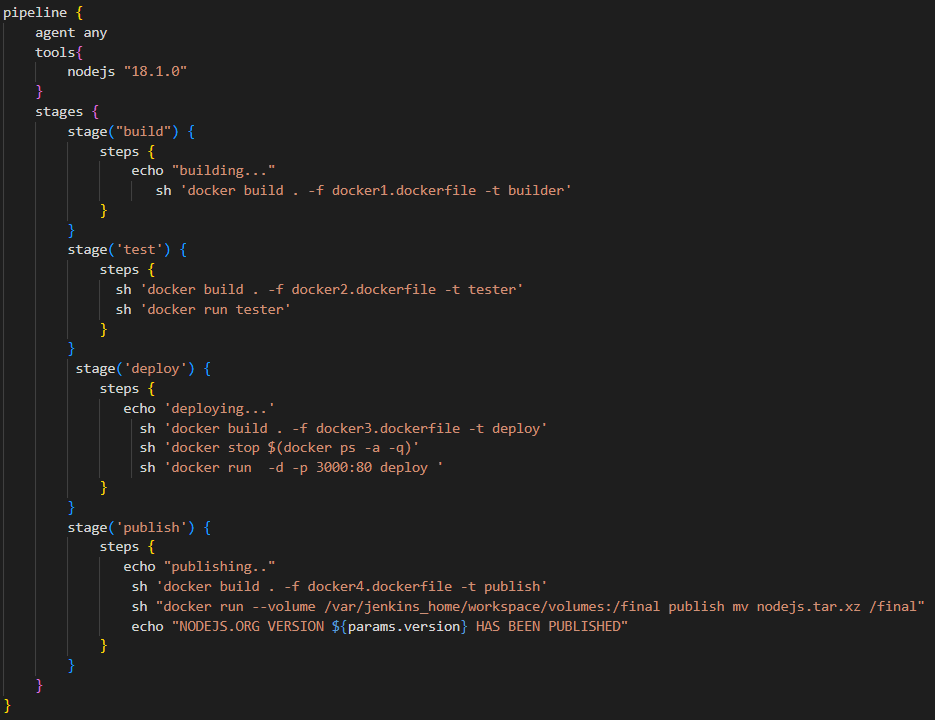 pipeline {
    agent any
    tools{
        nodejs "18.1.0"
    }
    stages {
        stage("build") {
            steps {
                echo "building..."
                   sh 'docker build . -f docker1.dockerfile -t builder'
            }
        }
        stage('test') {
            steps {
              sh 'docker build . -f docker2.dockerfile -t tester'
              sh 'docker run tester'
            }
        }
         stage('deploy') {
            steps {
               echo 'deploying...'
                 sh 'docker build . -f docker3.dockerfile -t deploy'
                 sh 'docker stop $(docker ps -a -q)'
                 sh 'docker run  -d -p 3000:80 deploy '
            }
        }
        stage('publish') {
            steps {
               echo "publishing.."
                sh 'docker build . -f docker4.dockerfile -t publish'
                sh "docker run --volume /var/jenkins_home/workspace/volumes:/final publish mv nodejs.tar.xz /final"
                echo "NODEJS.ORG VERSION ${params.version} HAS BEEN PUBLISHED"
            }
        }
    }
}